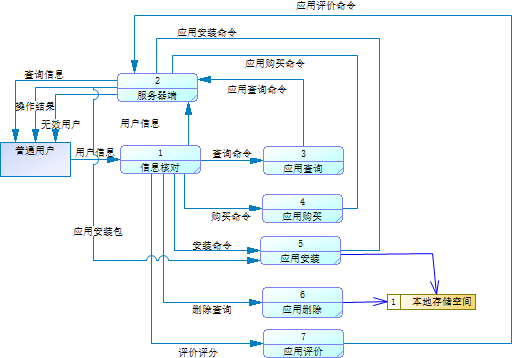 应用评价命令
应用安装命令
应用购买命令
查询信息
2
服务器端
应用查询命令
操作结果
无效用户
用户信息
普通用户
用户信息
1
信息核对
查询命令
3
应用查询
4
应用购买
购买命令
应用安装包
安装命令
5
应用安装
6
应用删除
删除查询
1 本地存储空间
7
应用评价
评价评分